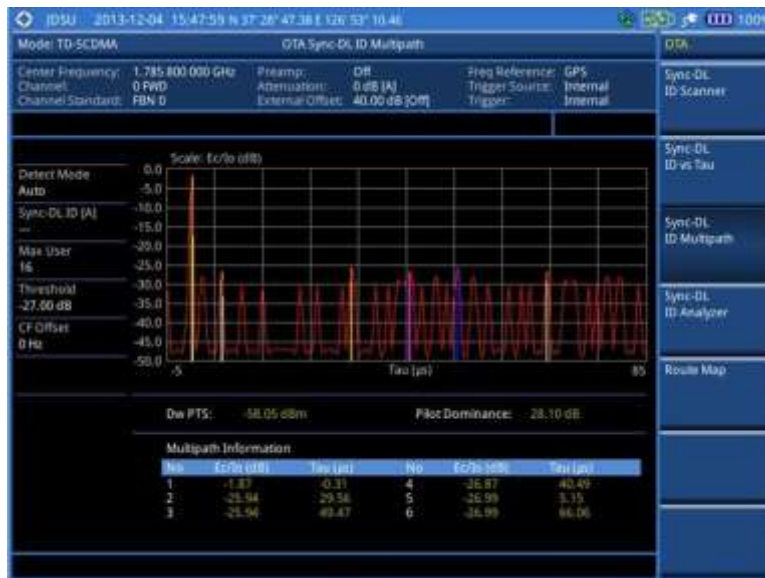 JDSU 2013-12-04 15:47:59 N 37° 28" 47.38 E 126° 53" 10.46 100%
Mode: TD-SCDMA OTA Sync-DL ID Multipath OTA
Center Frequency: 1.785 800 000 GHz Preamp: Off Freq Reference: GPS
Channel: 0 FWD Attenuation: 0 dB [A] Trigger Source: Internal
Channel Standard: FBN 0 External Offset: 40.00 dB [Off] Trigger: Internal
Sync-DL
ID Scanner
Sync-DL
ID vs Tau
Sync-DL
ID Multipath
Sync-DL
ID Analyzer
Route Map
Detect Mode
Auto
Sync-DL ID [A]
---
Max User
16
Threshold
-27.00 dB
CF Offset
0 Hz
Scale: Ec/Io (dB)
0.0
-5.0
-10.0
-15.0
-20.0
-25.0
-30.0
-35.0
-40.0
-45.0
-50.0
-5 Tau (µs) 85
Dw PTS: -58.05 dBm Pilot Dominance: 28.10 dB
Multipath Information
No Ec/Io (dB) Tau (µs) No Ec/Io (dB) Tau (µs)
1 -1.87 -0.31 4 -26.87 40.49
2 -25.94 29.56 5 -26.99 5.15
3 -25.94 49.47 6 -26.99 66.06